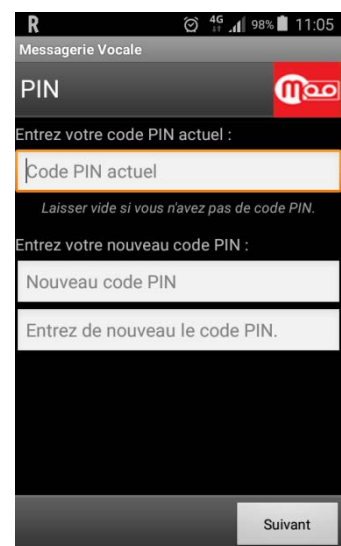 R 4G 98% 11:05
Messagerie Vocale
PIN
Mao
Entrez votre code PIN actuel :
Code PIN actuel
Laisser vide si vous n'avez pas de code PIN.
Entrez votre nouveau code PIN :
Nouveau code PIN
Entrez de nouveau le code PIN.
Suivant